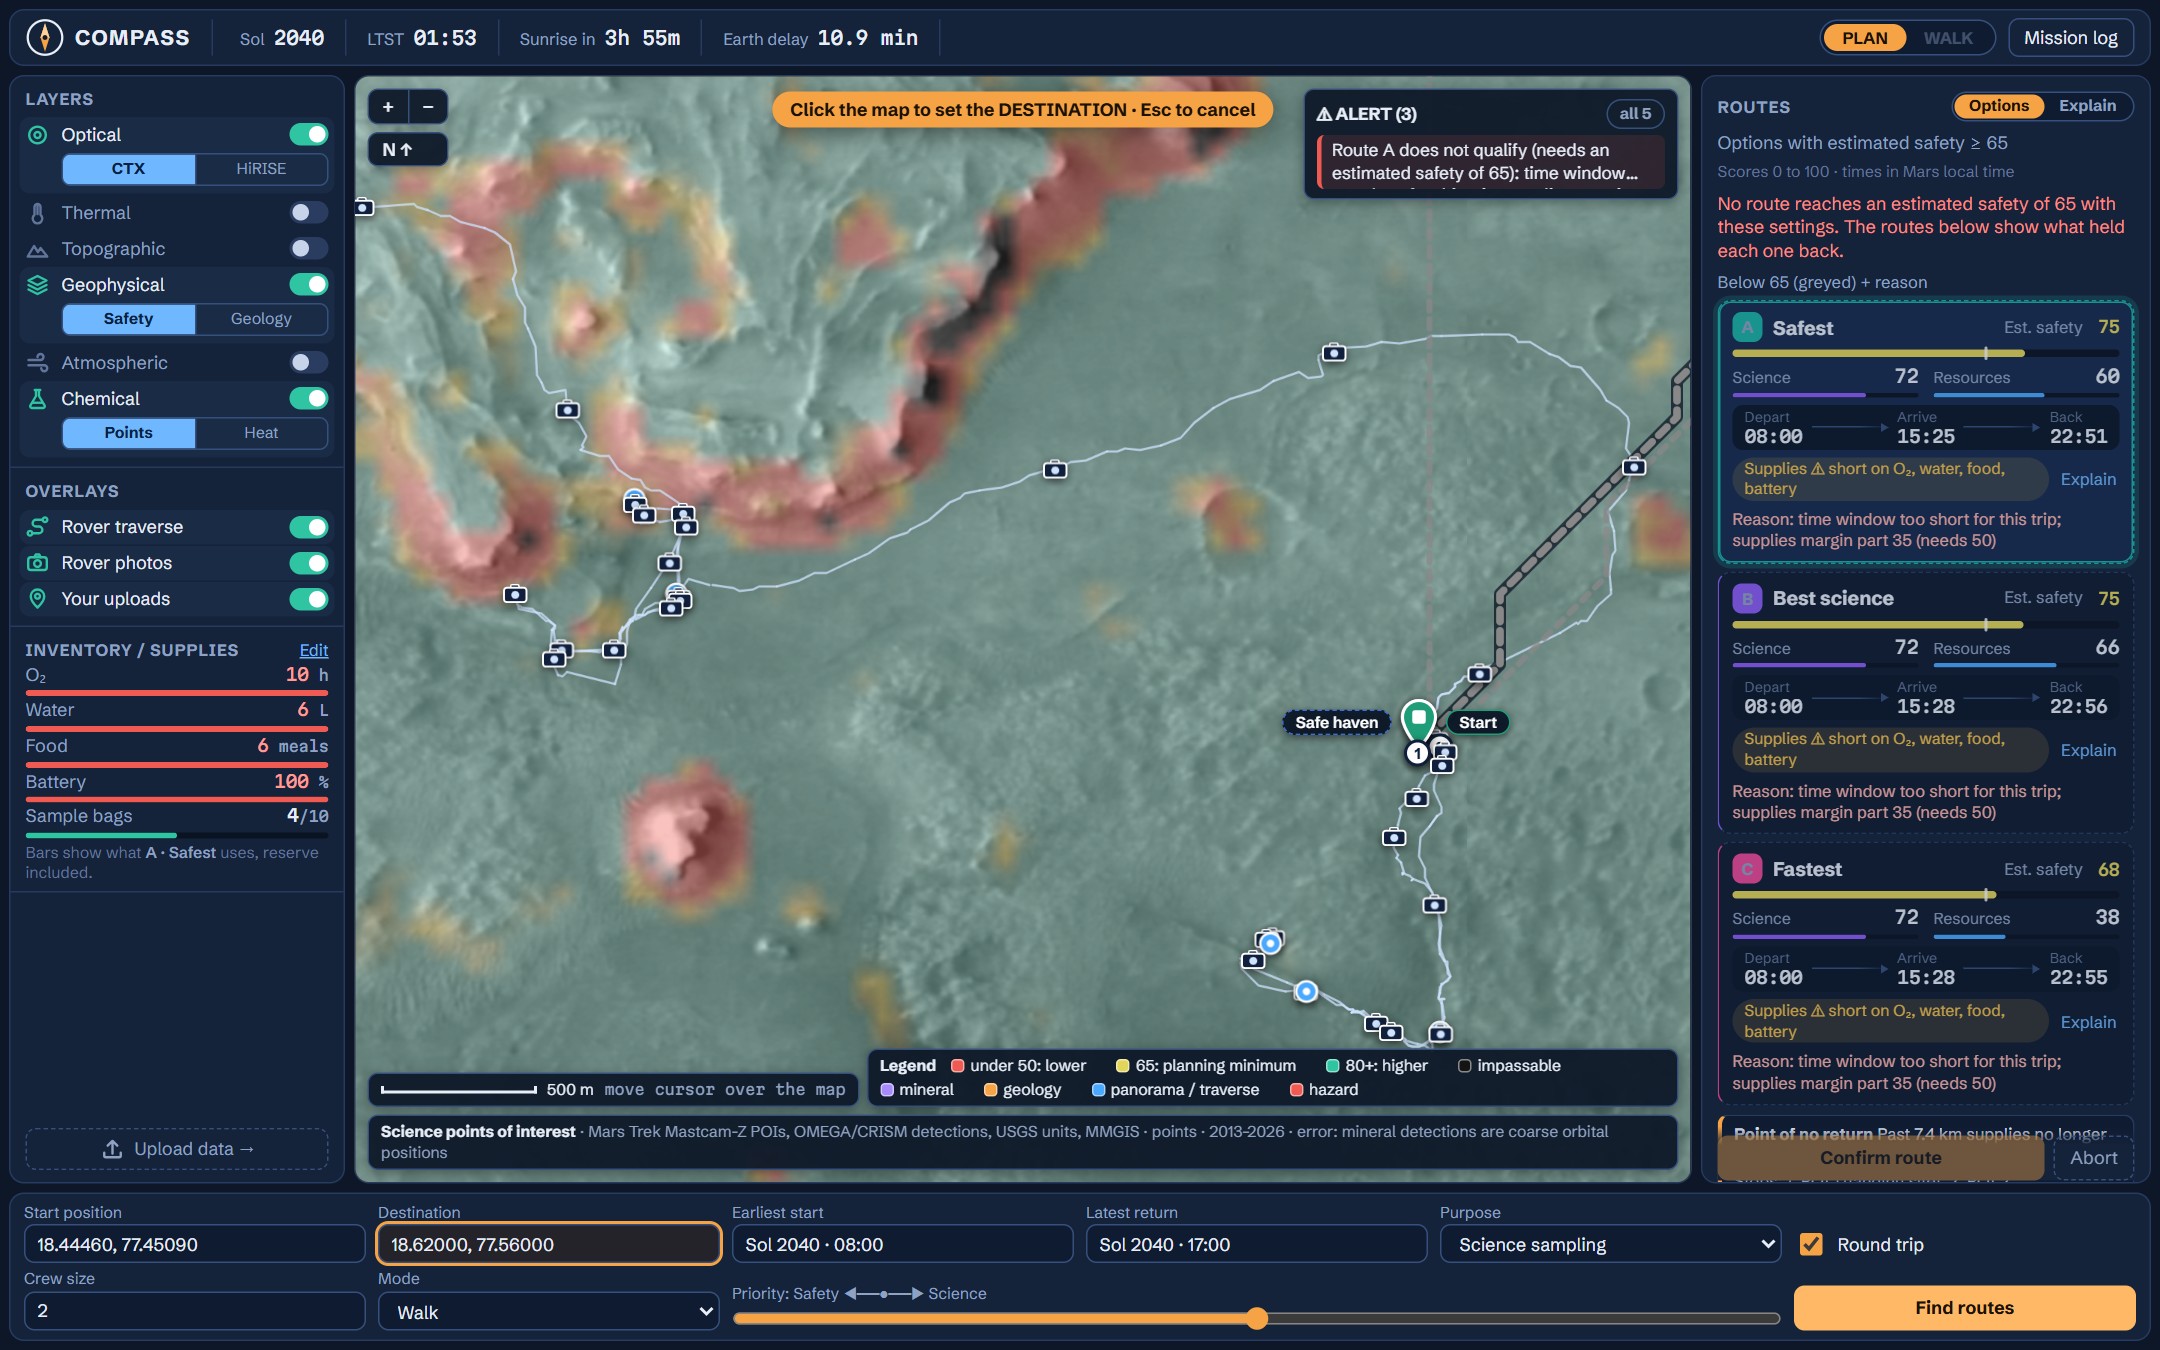 COMPASS
Sol 2040
LTST 01:53
Sunrise in 3h 55m
Earth delay 10.9 min
PLAN
WALK
Mission log
LAYERS
Optical
CTX
HiRISE
Thermal
Topographic
Geophysical
Safety
Geology
Atmospheric
Chemical
Points
Heat
OVERLAYS
Rover traverse
Rover photos
Your uploads
INVENTORY / SUPPLIES Edit
O₂ 10 h
Water 6 L
Food 6 meals
Battery 100 %
Sample bags 4/10
Bars show what A · Safest uses, reserve
included.
Upload data →
+ −
N ↑
Click the map to set the DESTINATION · Esc to cancel
⚠ ALERT (3) all 5
Route A does not qualify (needs an
estimated safety of 65): time window…
Safe haven
Start
1
500 m move cursor over the map
Legend under 50: lower 65: planning minimum 80+: higher impassable
mineral geology panorama / traverse hazard
Science points of interest · Mars Trek Mastcam-Z POIs, OMEGA/CRISM detections, USGS units, MMGIS · points · 2013-2026 · error: mineral detections are coarse orbital
positions
ROUTES
Options
Explain
Options with estimated safety ≥ 65
Scores 0 to 100 · times in Mars local time
No route reaches an estimated safety of 65 with
these settings. The routes below show what held
each one back.
Below 65 (greyed) + reason
A Safest Est. safety 75
Science 72 Resources 60
Depart Arrive Back
08:00 15:25 22:51
Supplies ⚠ short on O₂, water, food,
battery
Explain
Reason: time window too short for this trip;
supplies margin part 35 (needs 50)
B Best science Est. safety 75
Science 72 Resources 66
Depart Arrive Back
08:00 15:28 22:56
Supplies ⚠ short on O₂, water, food,
battery
Explain
Reason: time window too short for this trip;
supplies margin part 35 (needs 50)
C Fastest Est. safety 68
Science 72 Resources 38
Depart Arrive Back
08:00 15:28 22:55
Supplies ⚠ short on O₂, water, food,
battery
Explain
Reason: time window too short for this trip;
supplies margin part 35 (needs 50)
Point of no return Past 7.4 km supplies no longer
Confirm route
Abort
Start position
18.44460, 77.45090
Destination
18.62000, 77.56000
Earliest start
Sol 2040 · 08:00
Latest return
Sol 2040 · 17:00
Purpose
Science sampling
Round trip
Crew size
2
Mode
Walk
Priority: Safety ◀—●—▶ Science
Find routes